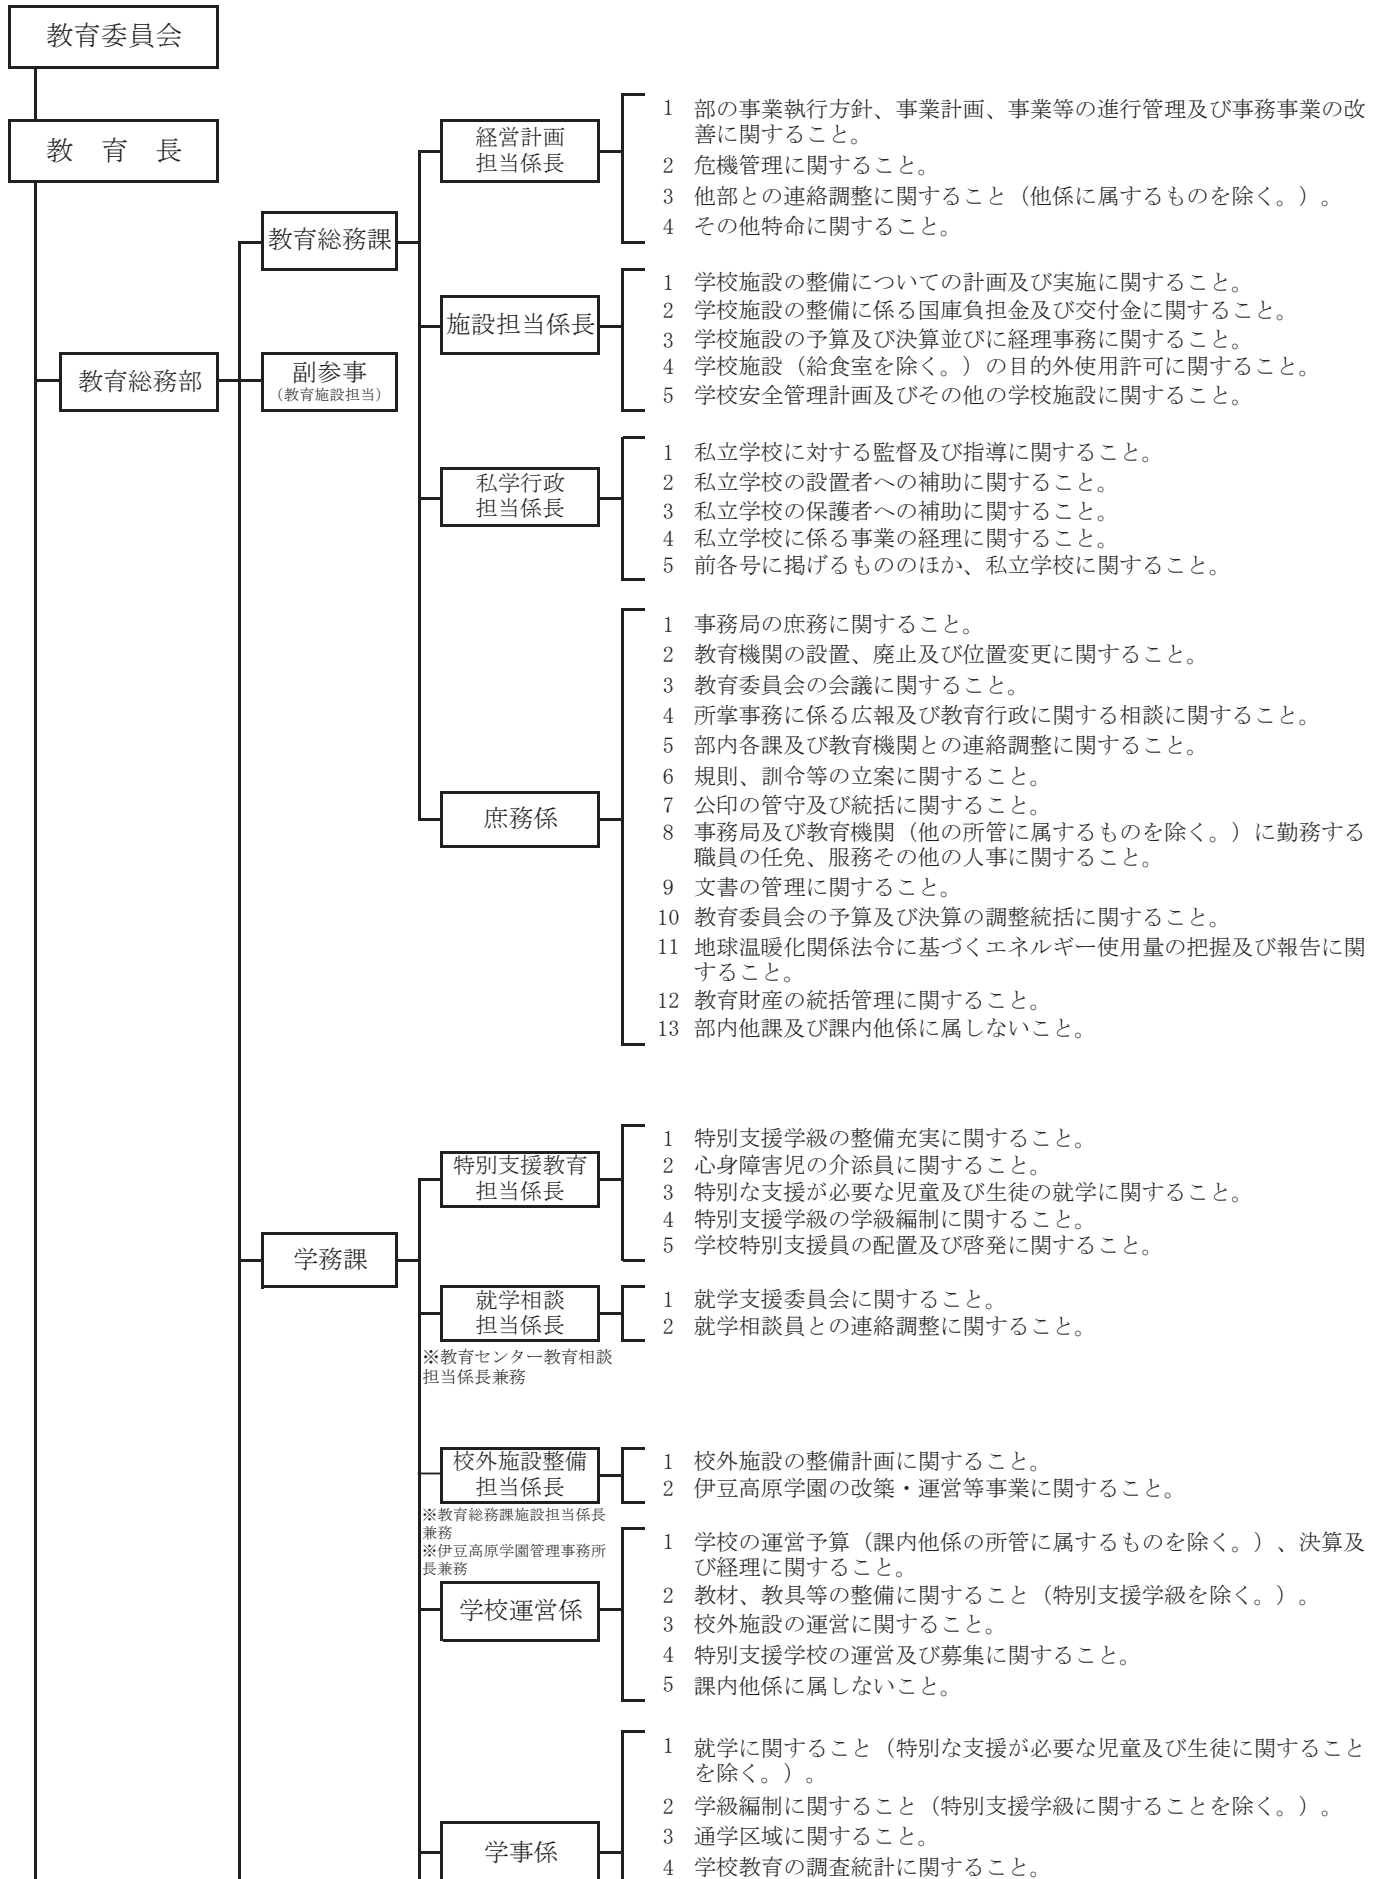 教育委員会
教　育　長
教育総務部
教育総務課
副参事
（教育施設担当）
経営計画
担当係長
1 部の事業執行方針、事業計画、事業等の進行管理及び事務事業の改
善に関すること。
2 危機管理に関すること。
3 他部との連絡調整に関すること（他係に属するものを除く。）。
4 その他特命に関すること。
施設担当係長
1 学校施設の整備についての計画及び実施に関すること。
2 学校施設の整備に係る国庫負担金及び交付金に関すること。
3 学校施設の予算及び決算並びに経理事務に関すること。
4 学校施設（給食室を除く。）の目的外使用許可に関すること。
5 学校安全管理計画及びその他の学校施設に関すること。
私学行政
担当係長
1 私立学校に対する監督及び指導に関すること。
2 私立学校の設置者への補助に関すること。
3 私立学校の保護者への補助に関すること。
4 私立学校に係る事業の経理に関すること。
5 前各号に掲げるもののほか、私立学校に関すること。
庶務係
1 事務局の庶務に関すること。
2 教育機関の設置、廃止及び位置変更に関すること。
3 教育委員会の会議に関すること。
4 所掌事務に係る広報及び教育行政に関する相談に関すること。
5 部内各課及び教育機関との連絡調整に関すること。
6 規則、訓令等の立案に関すること。
7 公印の管守及び統括に関すること。
8 事務局及び教育機関（他の所管に属するものを除く。）に勤務する
職員の任免、服務その他の人事に関すること。
9 文書の管理に関すること。
10 教育委員会の予算及び決算の調整統括に関すること。
11 地球温暖化関係法令に基づくエネルギー使用量の把握及び報告に関
すること。
12 教育財産の統括管理に関すること。
13 部内他課及び課内他係に属しないこと。
学務課
特別支援教育
担当係長
1 特別支援学級の整備充実に関すること。
2 心身障害児の介添員に関すること。
3 特別な支援が必要な児童及び生徒の就学に関すること。
4 特別支援学級の学級編制に関すること。
5 学校特別支援員の配置及び啓発に関すること。
就学相談
担当係長
※教育センター教育相談
担当係長兼務
1 就学支援委員会に関すること。
2 就学相談員との連絡調整に関すること。
校外施設整備
担当係長
※教育総務課施設担当係長
兼務
※伊豆高原学園管理事務所
長兼務
1 校外施設の整備計画に関すること。
2 伊豆高原学園の改築・運営等事業に関すること。
学校運営係
1 学校の運営予算（課内他係の所管に属するものを除く。）、決算及
び経理に関すること。
2 教材、教具等の整備に関すること（特別支援学級を除く。）。
3 校外施設の運営に関すること。
4 特別支援学校の運営及び募集に関すること。
5 課内他係に属しないこと。
学事係
1 就学に関すること（特別な支援が必要な児童及び生徒に関すること
を除く。）。
2 学級編制に関すること（特別支援学級に関することを除く。）。
3 通学区域に関すること。
4 学校教育の調査統計に関すること。